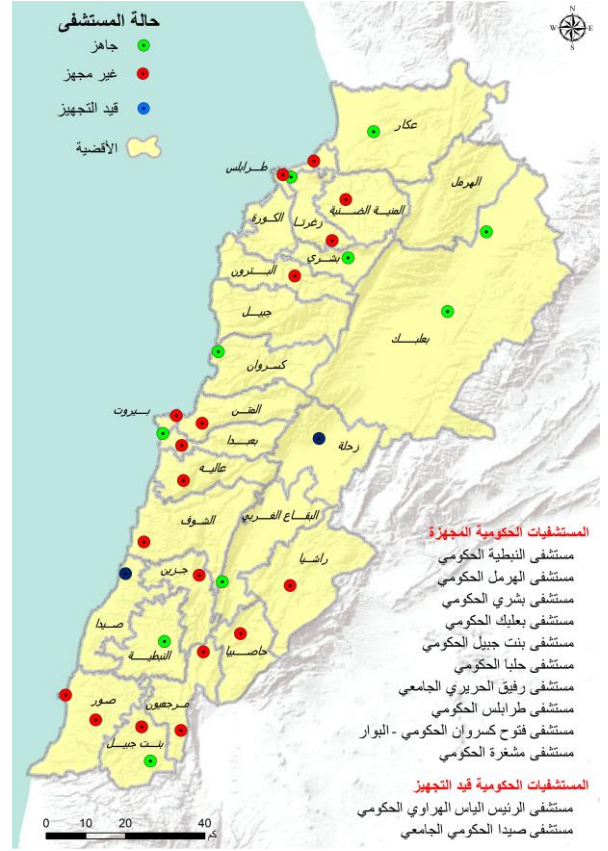 حالة المستشفى
جاهز
غير مجهز
قيد التجهيز
الأقضية
N
W
E
S
عكار
طرابلس
الهرمل
المنية الضنية
زغرتا
الكورة
بشري
البترون
جبيل
بعلبك
كسروان
المتن
بيروت
بعبدا
زحلة
عاليه
الشوف
البقاع الغربي
راشيا
جزين
صيدا
حاصبيا
النبطية
مرجعيون
صور
بنت جبيل
المستشفيات الحكومية المجهزة
مستشفى النبطية الحكومي
مستشفى الهرمل الحكومي
مستشفى بشري الحكومي
مستشفى بعلبك الحكومي
مستشفى بنت جبيل الحكومي
مستشفى حلبا الحكومي
مستشفى رفيق الحريري الجامعي
مستشفى طرابلس الحكومي
مستشفى فتوح كسروان الحكومي - البوار
مستشفى مشغرة الحكومي
المستشفيات الحكومية قيد التجهيز
مستشفى الرئيس الياس الهراوي الحكومي
مستشفى صيدا الحكومي الجامعي
0 10 20 40
كم